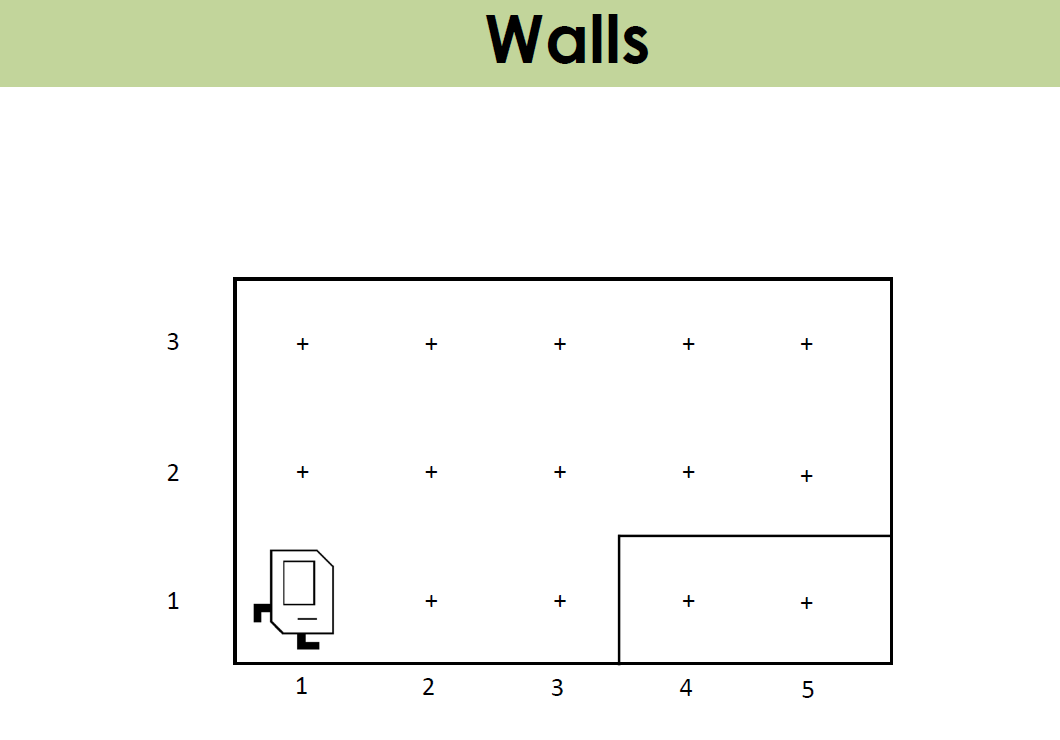 Walls
3 + + + + +
2 + + + + +
1 + + + +
1 2 3 4 5